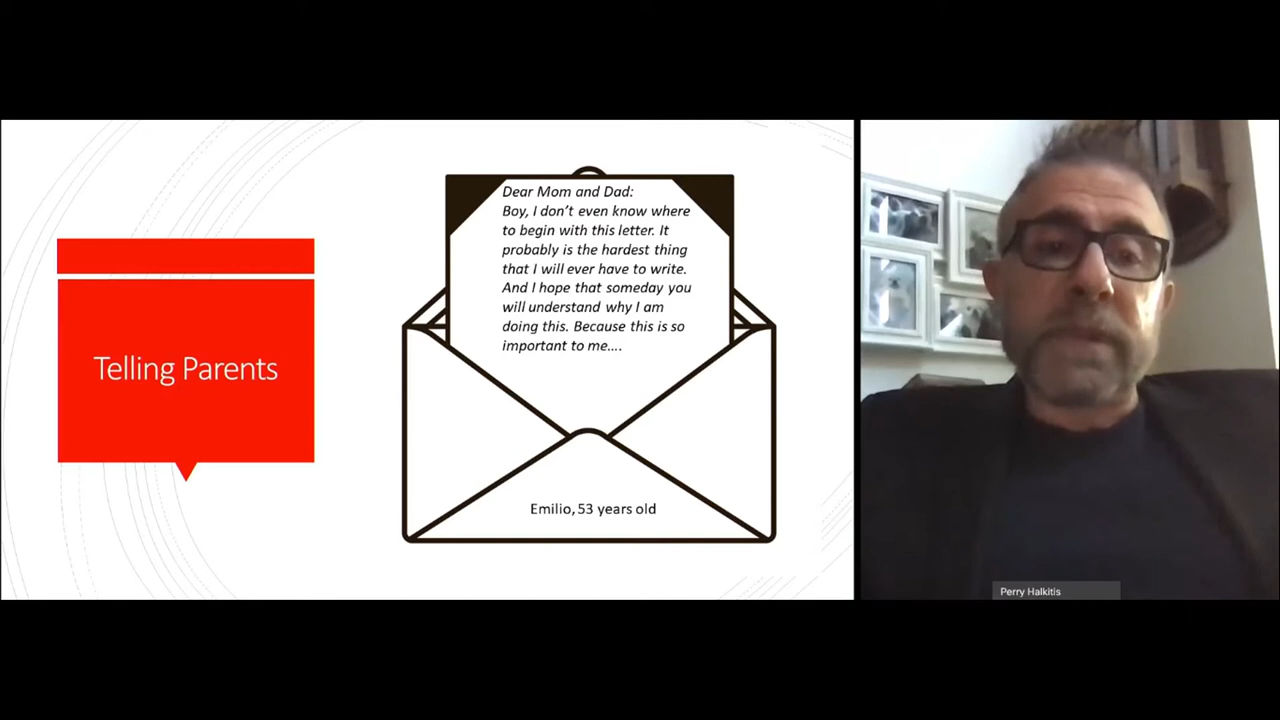 Telling Parents
Dear Mom and Dad:
Boy, I don't even know where
to begin with this letter. It
probably is the hardest thing
that I will ever have to write.
And I hope that someday you
will understand why I am
doing this. Because this is so
important to me....
Emilio, 53 years old
Perry Halkitis